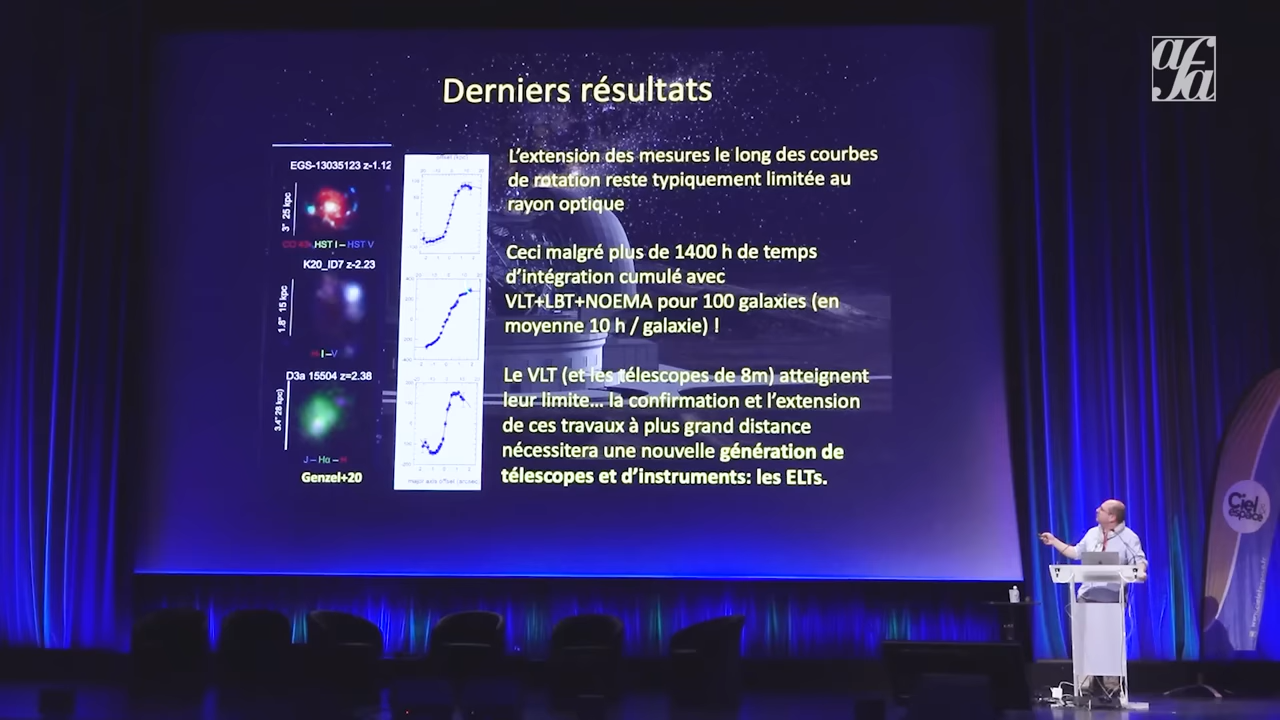 afa
Derniers résultats
EGS-13035123 z-1.12
3" 25 kpc
HST I – HST V
K20_ID7 z-2.23
1.8" 15 kpc
I – V
D3a 15504 z=2.38
3.4" 28 kpc)
J – Hα –
Genzel+20
L’extension des mesures le long des courbes
de rotation reste typiquement limitée au
rayon optique
Ceci malgré plus de 1400 h de temps
d’intégration cumulé avec
VLT+LBT+NOEMA pour 100 galaxies (en
moyenne 10 h / galaxie) !
Le VLT (et les télescopes de 8m) atteignent
leur limite... la confirmation et l’extension
de ces travaux à plus grand distance
nécessitera une nouvelle génération de
télescopes et d’instruments: les ELTs.
Ciel &
espace